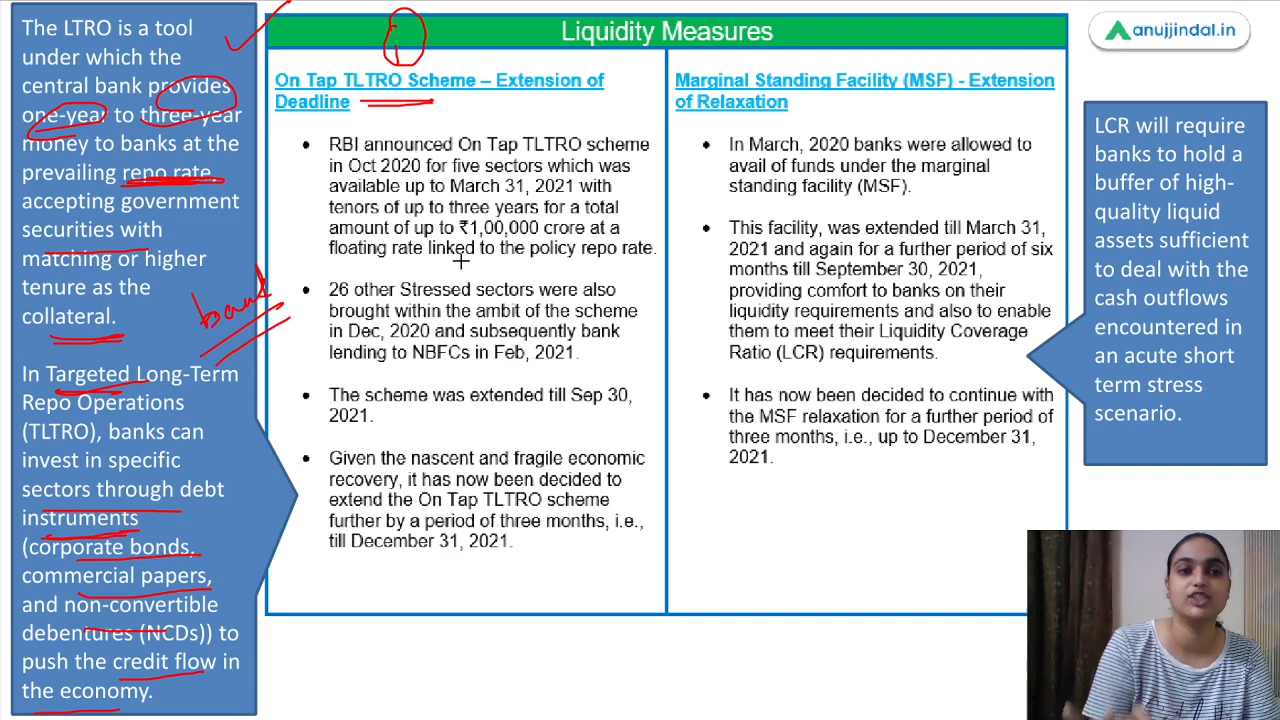 The LTRO is a tool
under which the
central bank provides
one-year to three-year
money to banks at the
prevailing repo rate,
accepting government
securities with
matching or higher
tenure as the
collateral.
In Targeted Long-Term
Repo Operations
(TLTRO), banks can
invest in specific
sectors through debt
instruments
(corporate bonds,
commercial papers,
and non-convertible
debentures (NCDs)) to
push the credit flow in
the economy.
bank
Liquidity Measures
On Tap TLTRO Scheme – Extension of
Deadline
• RBI announced On Tap TLTRO scheme
in Oct 2020 for five sectors which was
available up to March 31, 2021 with
tenors of up to three years for a total
amount of up to ₹1,00,000 crore at a
floating rate linked to the policy repo rate.
• 26 other Stressed sectors were also
brought within the ambit of the scheme
in Dec, 2020 and subsequently bank
lending to NBFCs in Feb, 2021.
• The scheme was extended till Sep 30,
2021.
• Given the nascent and fragile economic
recovery, it has now been decided to
extend the On Tap TLTRO scheme
further by a period of three months, i.e.,
till December 31, 2021.
Marginal Standing Facility (MSF) - Extension
of Relaxation
• In March, 2020 banks were allowed to
avail of funds under the marginal
standing facility (MSF).
• This facility, was extended till March 31,
2021 and again for a further period of six
months till September 30, 2021,
providing comfort to banks on their
liquidity requirements and also to enable
them to meet their Liquidity Coverage
Ratio (LCR) requirements.
• It has now been decided to continue with
the MSF relaxation for a further period of
three months, i.e., up to December 31,
2021.
anujjindal.in
LCR will require
banks to hold a
buffer of high-
quality liquid
assets sufficient
to deal with the
cash outflows
encountered in
an acute short
term stress
scenario.